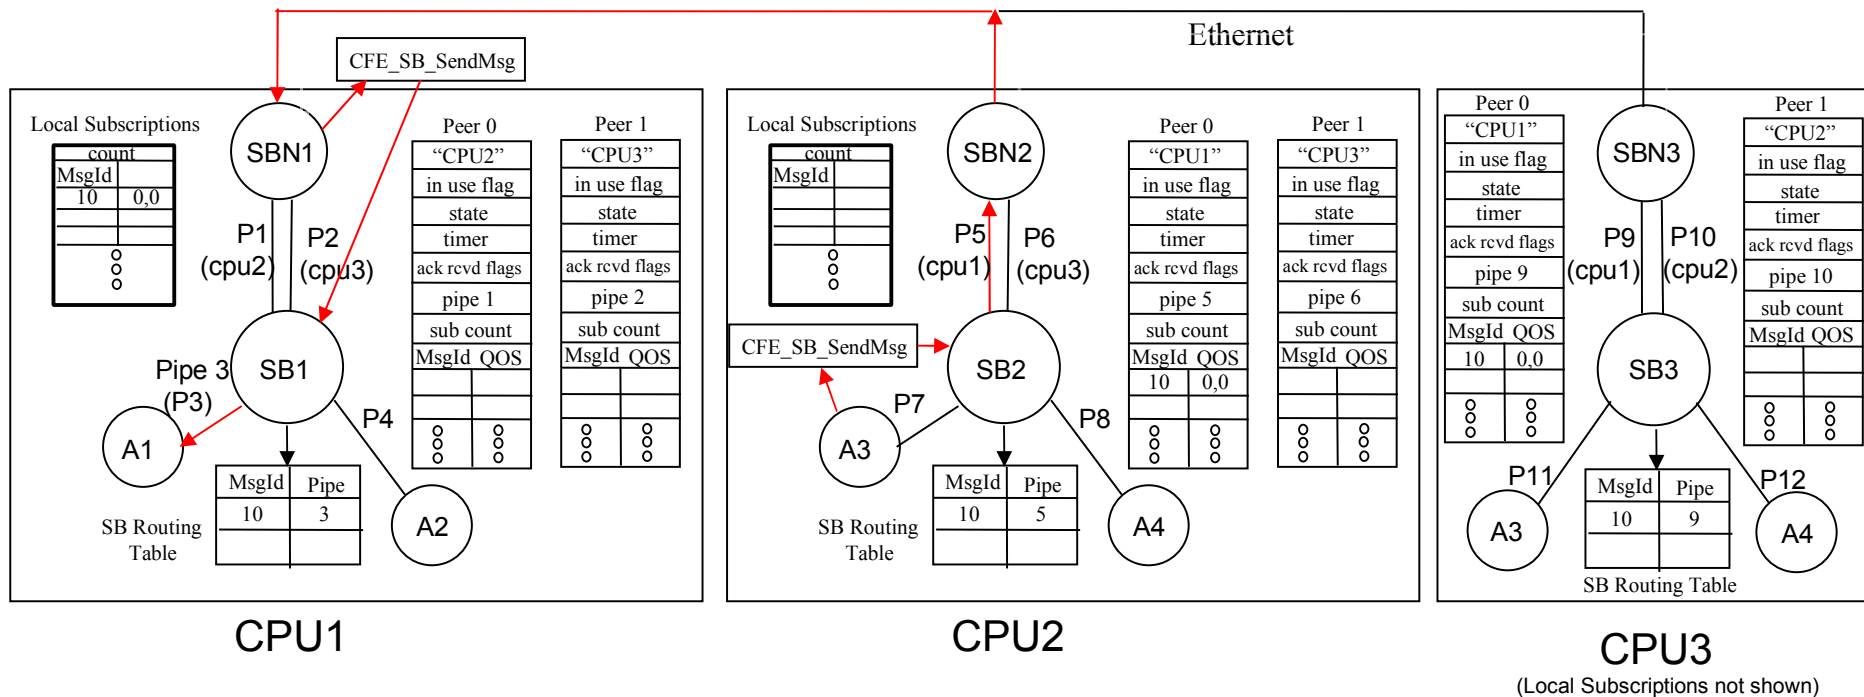 Ethernet
CFE_SB_SendMsg
Local Subscriptions
count
MsgId
10 0,0
SBN1
P1
(cpu2)
P2
(cpu3)
Peer 0
“CPU2”
in use flag
state
timer
ack rcvd flags
pipe 1
sub count
MsgId QOS
Peer 1
“CPU3”
in use flag
state
timer
ack rcvd flags
pipe 2
sub count
MsgId QOS
SB1
Pipe 3
(P3)
P4
A1
A2
MsgId Pipe
10 3
SB Routing
Table
CPU1
Local Subscriptions
count
MsgId
SBN2
P5
(cpu1)
P6
(cpu3)
Peer 0
“CPU1”
in use flag
state
timer
ack rcvd flags
pipe 5
sub count
MsgId QOS
10 0,0
Peer 1
“CPU3”
in use flag
state
timer
ack rcvd flags
pipe 6
sub count
MsgId QOS
CFE_SB_SendMsg
SB2
P7
P8
A3
A4
MsgId Pipe
10 5
SB Routing
Table
CPU2
Peer 0
“CPU1”
in use flag
state
timer
ack rcvd flags
pipe 9
sub count
MsgId QOS
10 0,0
SBN3
P9
(cpu1)
P10
(cpu2)
Peer 1
“CPU2”
in use flag
state
timer
ack rcvd flags
pipe 10
sub count
MsgId QOS
SB3
P11
P12
A3
A4
MsgId Pipe
10 9
SB Routing Table
CPU3
(Local Subscriptions not shown)